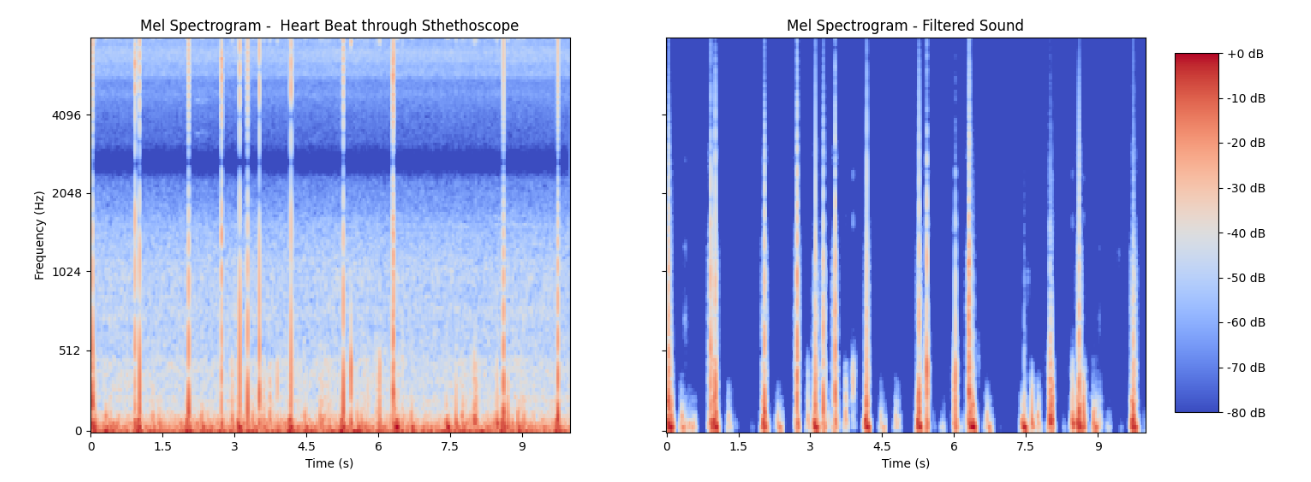 Mel Spectrogram -  Heart Beat through Sthethoscope
Mel Spectrogram - Filtered Sound
Frequency (Hz)
4096
2048
1024
512
0
0 1.5 3 4.5 6 7.5 9
Time (s)
0 1.5 3 4.5 6 7.5 9
Time (s)
+0 dB
-10 dB
-20 dB
-30 dB
-40 dB
-50 dB
-60 dB
-70 dB
-80 dB